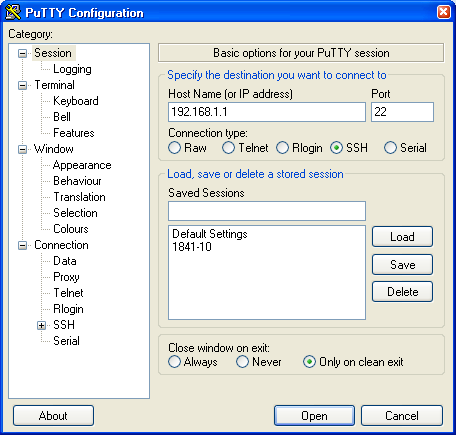 PuTTY Configuration
Category:
Session
Logging
Terminal
Keyboard
Bell
Features
Window
Appearance
Behaviour
Translation
Selection
Colours
Connection
Data
Proxy
Telnet
Rlogin
SSH
Serial
Basic options for your PuTTY session
Specify the destination you want to connect to
Host Name (or IP address) Port
192.168.1.1 22
Connection type:
Raw Telnet Rlogin SSH Serial
Load, save or delete a stored session
Saved Sessions
Default Settings
1841-10
Load
Save
Delete
Close window on exit:
Always Never Only on clean exit
About Open Cancel